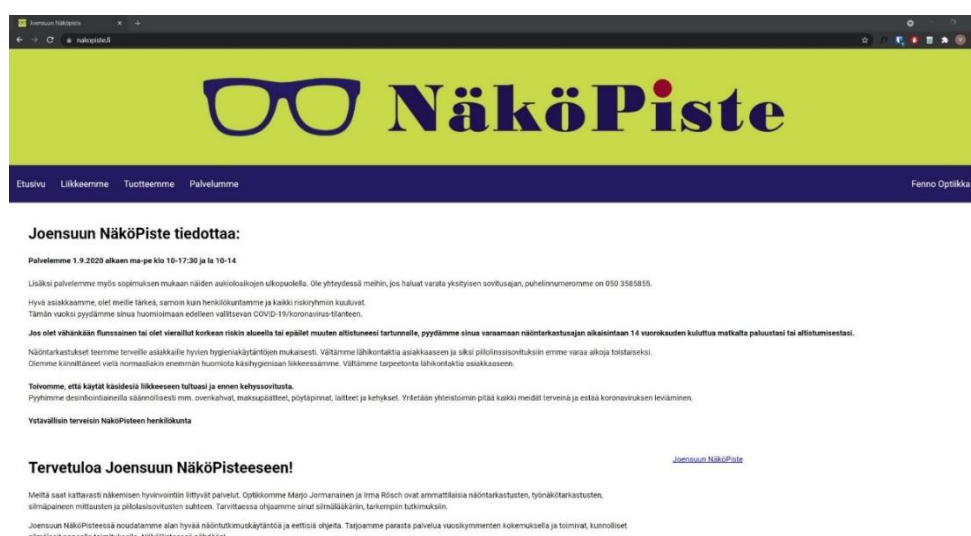 Joensuun Näköpiste
nakopiste.fi
NäköPiste
Etusivu Liikkeemme Tuotteemme Palvelumme Fenno Optiikka
Joensuun NäköPiste tiedottaa:
Palvelemme 1.9.2020 alkaen ma-pe klo 10-17:30 ja la 10-14
Lisäksi palvelemme myös sopimuksen mukaan näiden aukioloaikojen ulkopuolella. Ole yhteydessä meihin, jos haluat varata yksityisen sovitusajan, puhelinnumeromme on 050 3585855.
Hyvä asiakkaamme, olet meille tärkeä, samoin kuin henkilökuntamme ja kaikki riskiryhmiin kuuluvat.
Tämän vuoksi pyydämme sinua huomioimaan edelleen vallitsevan COVID-19/koronavirus-tilanteen.
Jos olet vähänkään flunssainen tai olet vieraillut korkean riskin alueella tai epäilet muuten altistuneesi tartunnalle, pyydämme sinua varaamaan näöntarkastusajan aikaisintaan 14 vuorokauden kuluttua matkalta paluustasi tai altistumisestasi.
Näöntarkastukset teemme terveille asiakkaille hyvien hygieniakäytäntöjen mukaisesti. Vältämme lähikontaktia asiakkaaseen ja siksi piilolinssisovituksiin emme varaa aikoja toistaiseksi.
Olemme kiinnittäneet vielä normaaliakin enemmän huomiota käsihygieniaan liikkeessämme. Vältämme tarpeetonta lähikontaktia asiakkaaseen.
Toivomme, että käytät käsidesiä liikkeeseen tultuasi ja ennen kehyssovitusta.
Pyyhimme desinfiointiaineilla säännöllisesti mm. ovenkahvat, maksupäätteet, pöytäpinnat, laitteet ja kehykset. Yritetään yhteistoimin pitää kaikki meidät terveinä ja estää koronaviruksen leviäminen.
Ystävällisin terveisin NäköPisteen henkilökunta
Tervetuloa Joensuun NäköPisteeseen!
Joensuun NäköPiste
Meiltä saat kattavasti näkemisen hyvinvointiin liittyvät palvelut. Optikkomme Marjo Jormanainen ja Irma Rösch ovat ammattilaisia näöntarkastusten, työnäkötarkastusten,
silmäpaineen mittausten ja piilolasisovitusten suhteen. Tarvittaessa ohjaamme sinut silmälääkäriin, tarkempiin tutkimuksiin.
Joensuun NäköPisteessä noudatamme alan hyvää näöntutkimuskäytäntöä ja eettisiä ohjeita. Tarjoamme parasta palvelua vuosikymmenten kokemuksella ja toimivat, kunnolliset